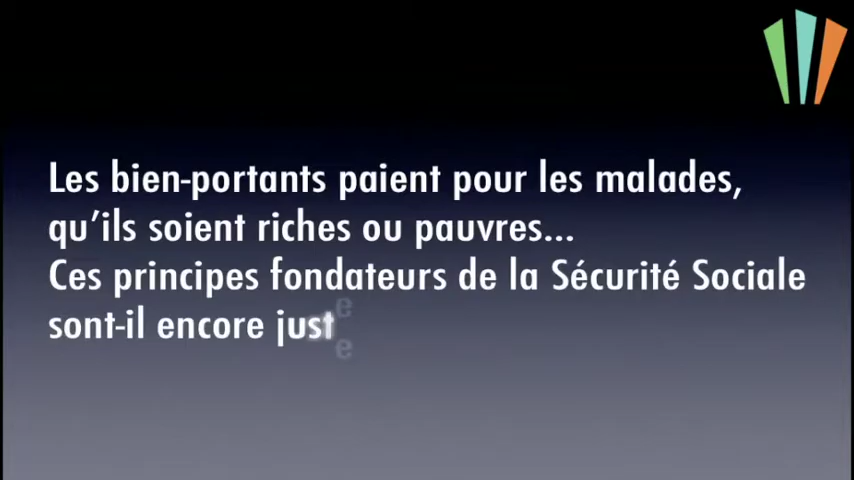 Les bien-portants paient pour les malades,
qu’ils soient riches ou pauvres...
Ces principes fondateurs de la Sécurité Sociale
sont-il encore just